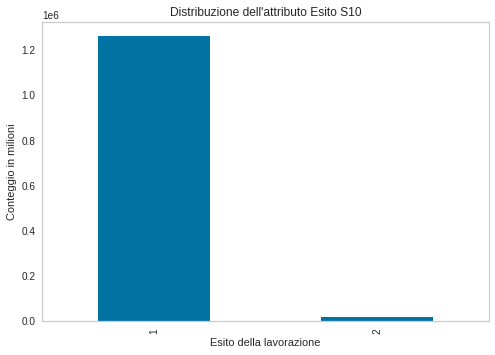 Distribuzione dell'attributo Esito S10
1e6
1.2
1.0
0.8
0.6
0.4
0.2
0.0
Conteggio in milioni
1
2
Esito della lavorazione